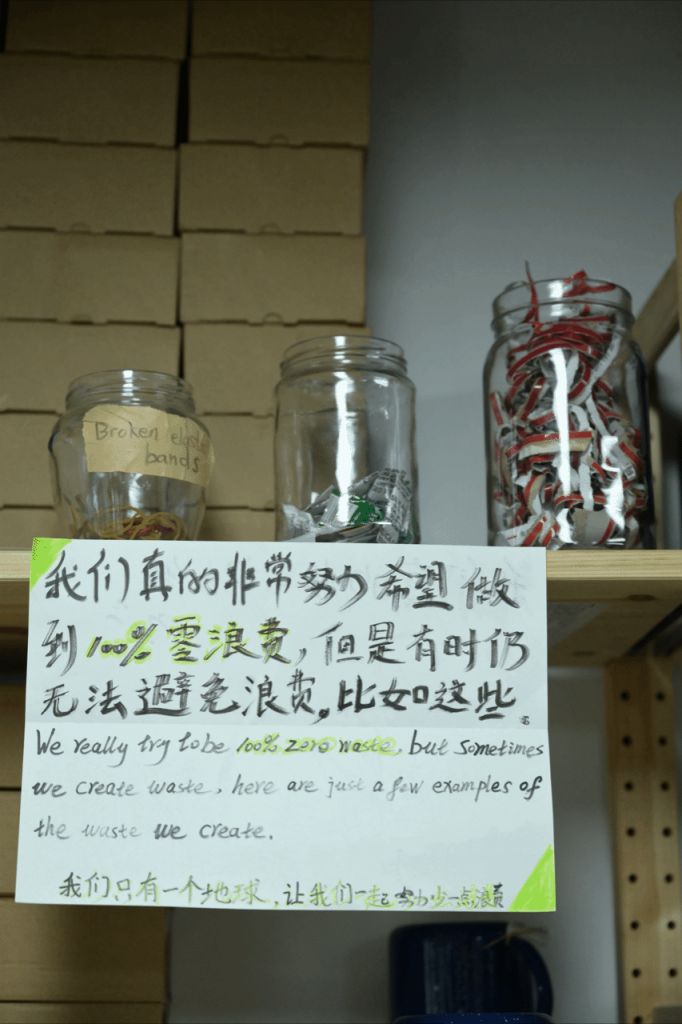 Broken elastic
bands
我们真的非常努力希望做
到100%零浪费，但是有时仍
无法避免浪费，比如这些。
We really try to be 100% zero waste, but sometimes
we create waste, here are just a few examples of
the waste we create.
我们只有一个地球，让我们一起努力少一点浪费